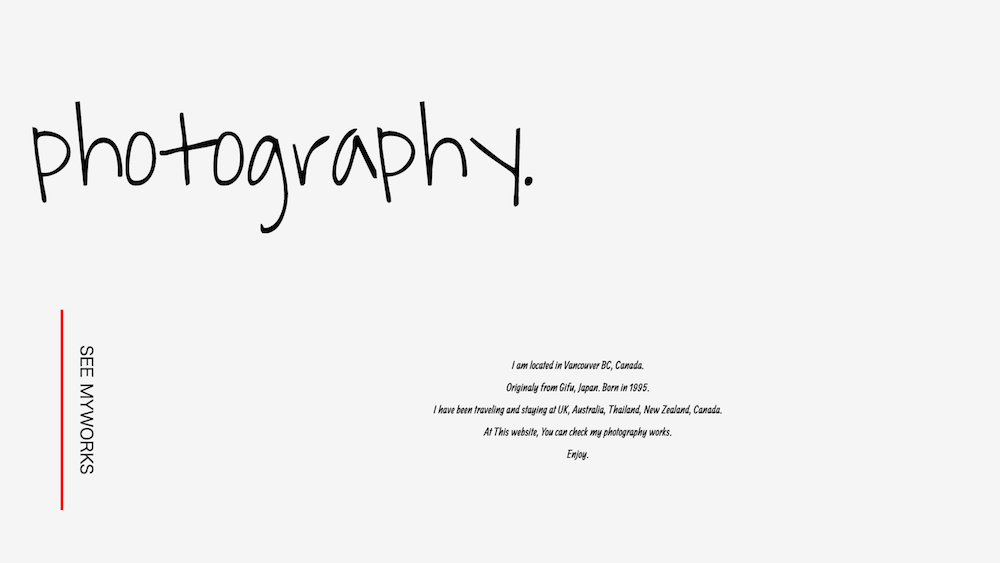 photography.
SEE MYWORKS
I am located in Vancouver BC, Canada.
Originaly from Gifu, Japan. Born in 1995.
I have been traveling and staying at UK, Australia, Thailand, New Zealand, Canada.
At This website, You can check my photography works.
Enjoy.